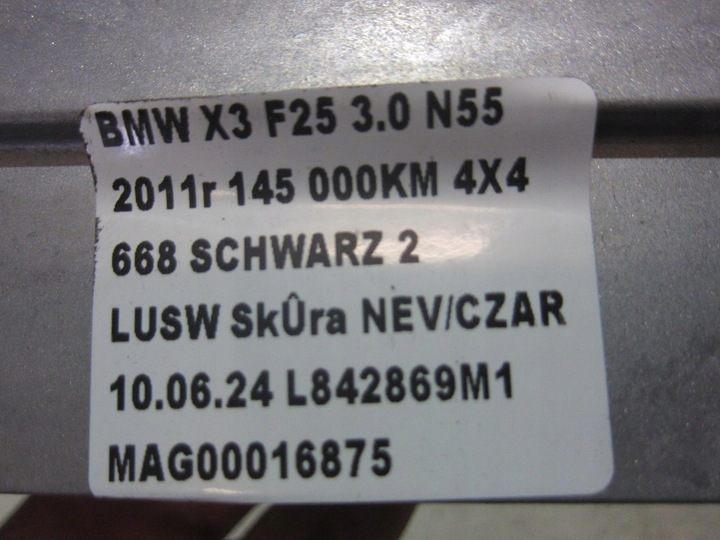 BMW X3 F25 3.0 N55
2011r 145 000KM 4X4
668 SCHWARZ 2
LUSW SkÛra NEV/CZAR
10.06.24 L842869M1
MAG00016875